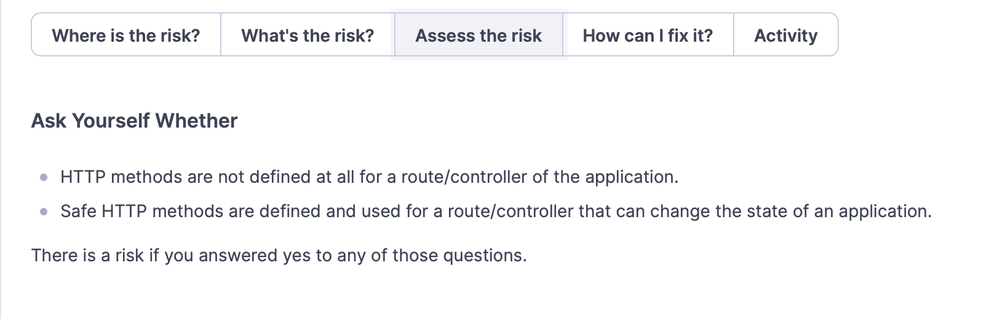 Where is the risk? What's the risk? Assess the risk How can I fix it? Activity
Ask Yourself Whether
HTTP methods are not defined at all for a route/controller of the application.
Safe HTTP methods are defined and used for a route/controller that can change the state of an application.
There is a risk if you answered yes to any of those questions.